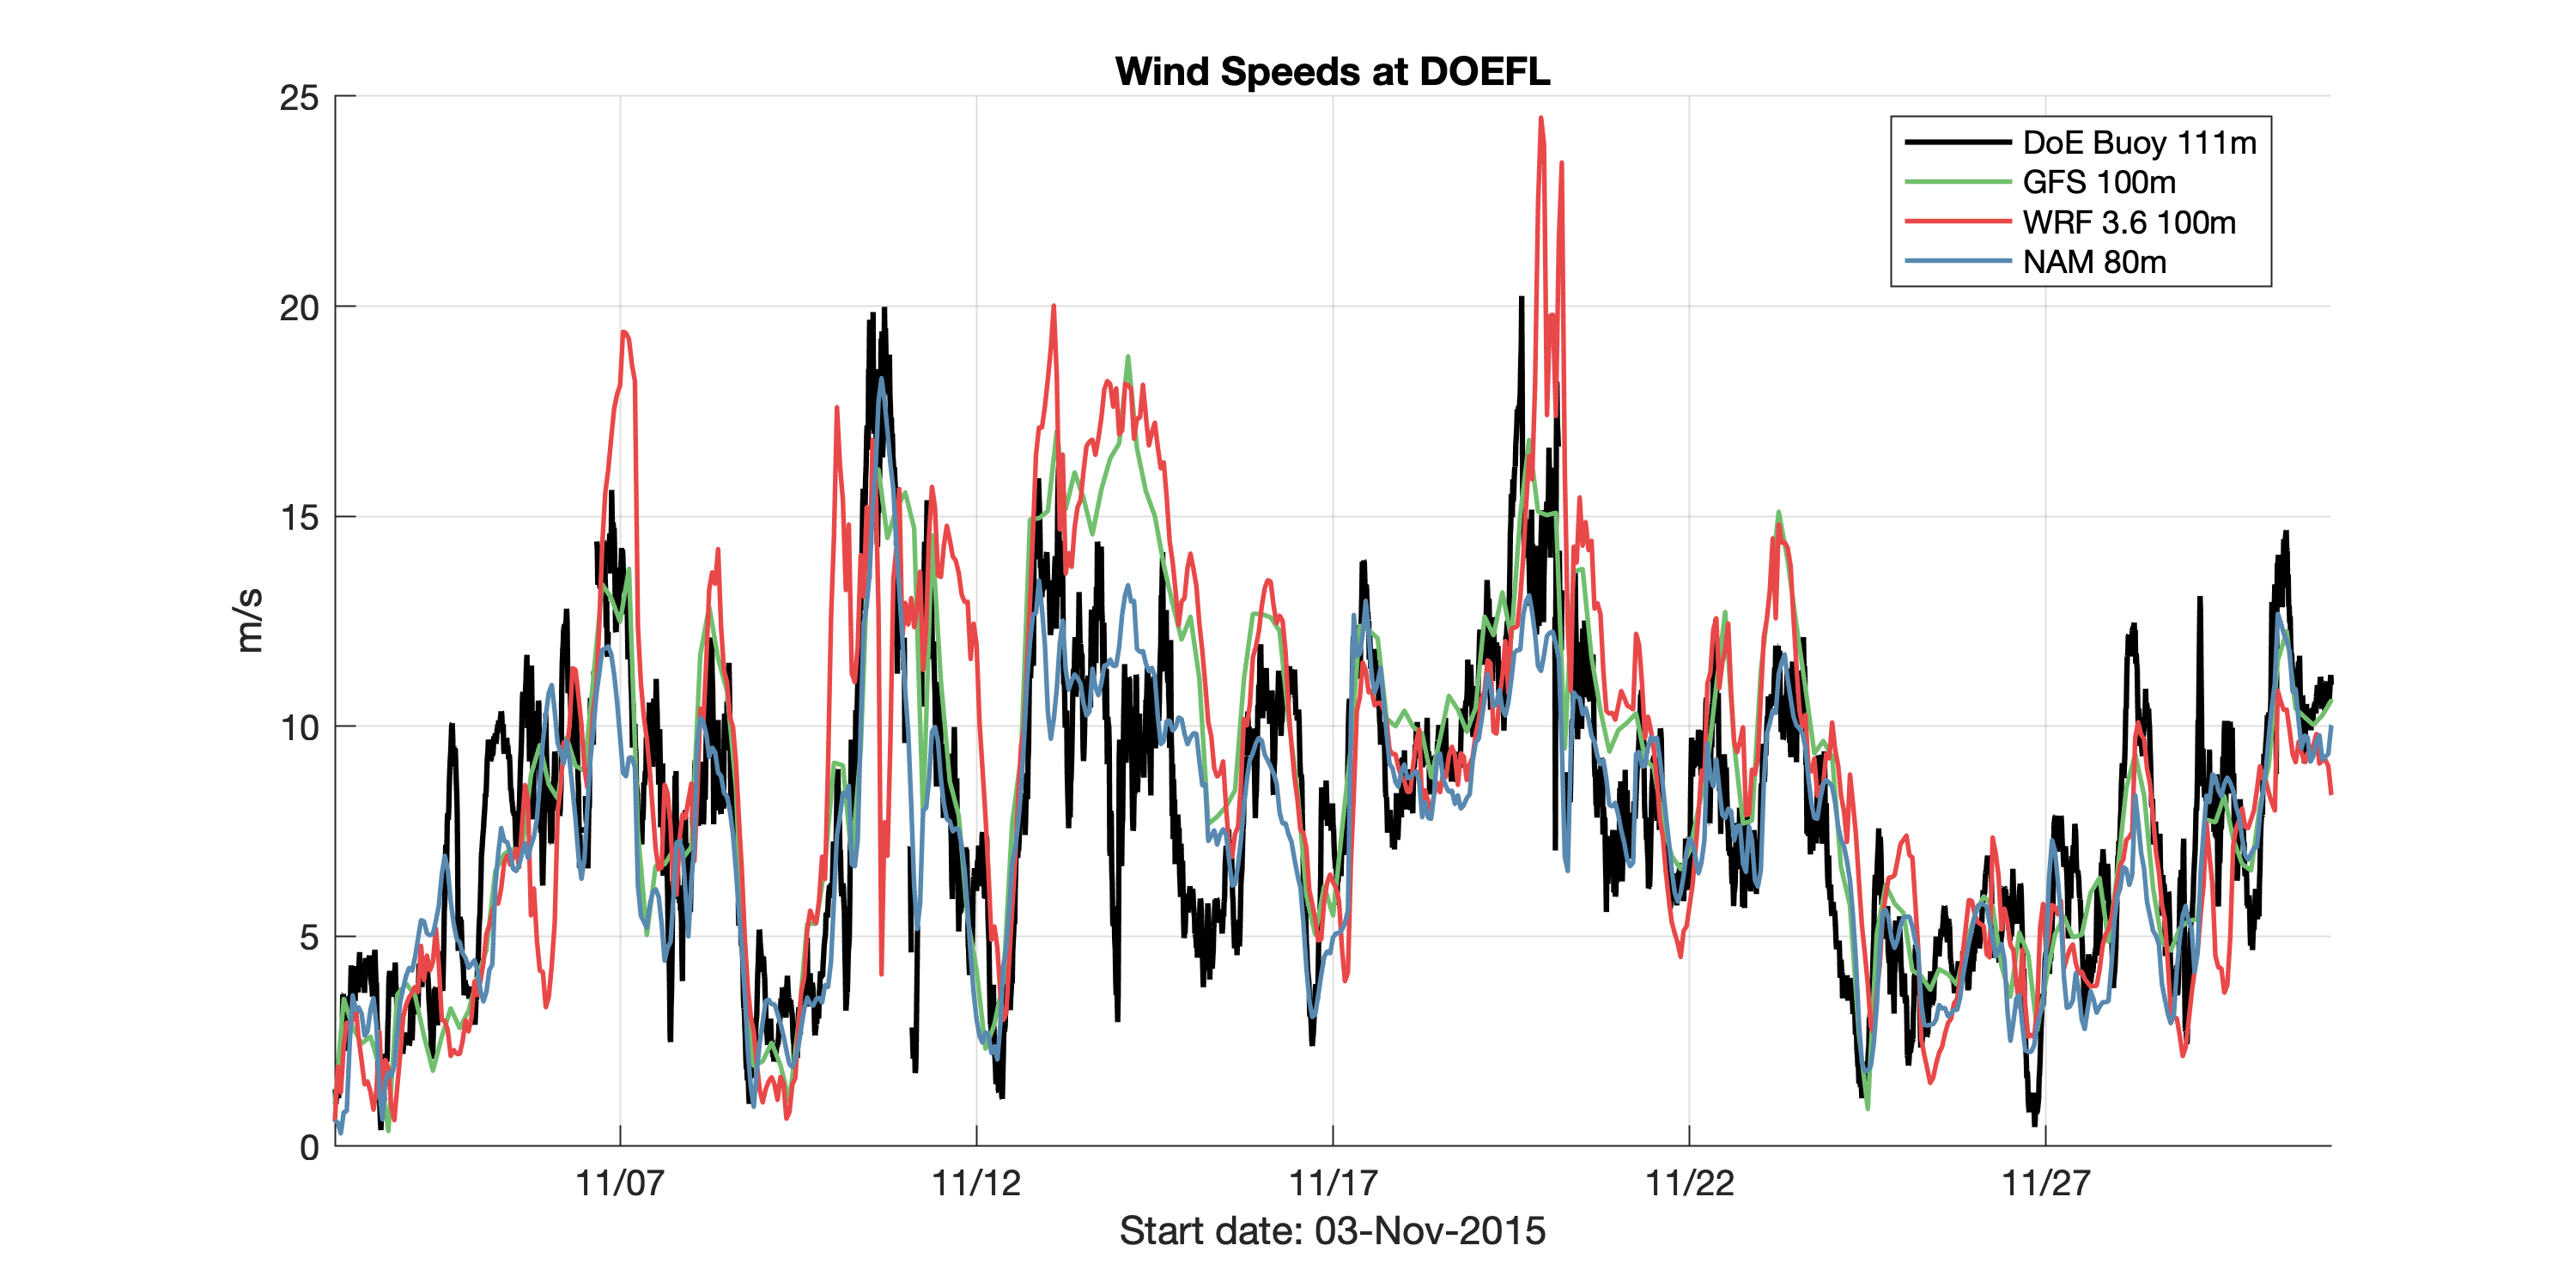 Wind Speeds at DOEFL
25
20
15
10
5
0
m/s
DoE Buoy 111m
GFS 100m
WRF 3.6 100m
NAM 80m
11/07 11/12 11/17 11/22 11/27
Start date: 03-Nov-2015